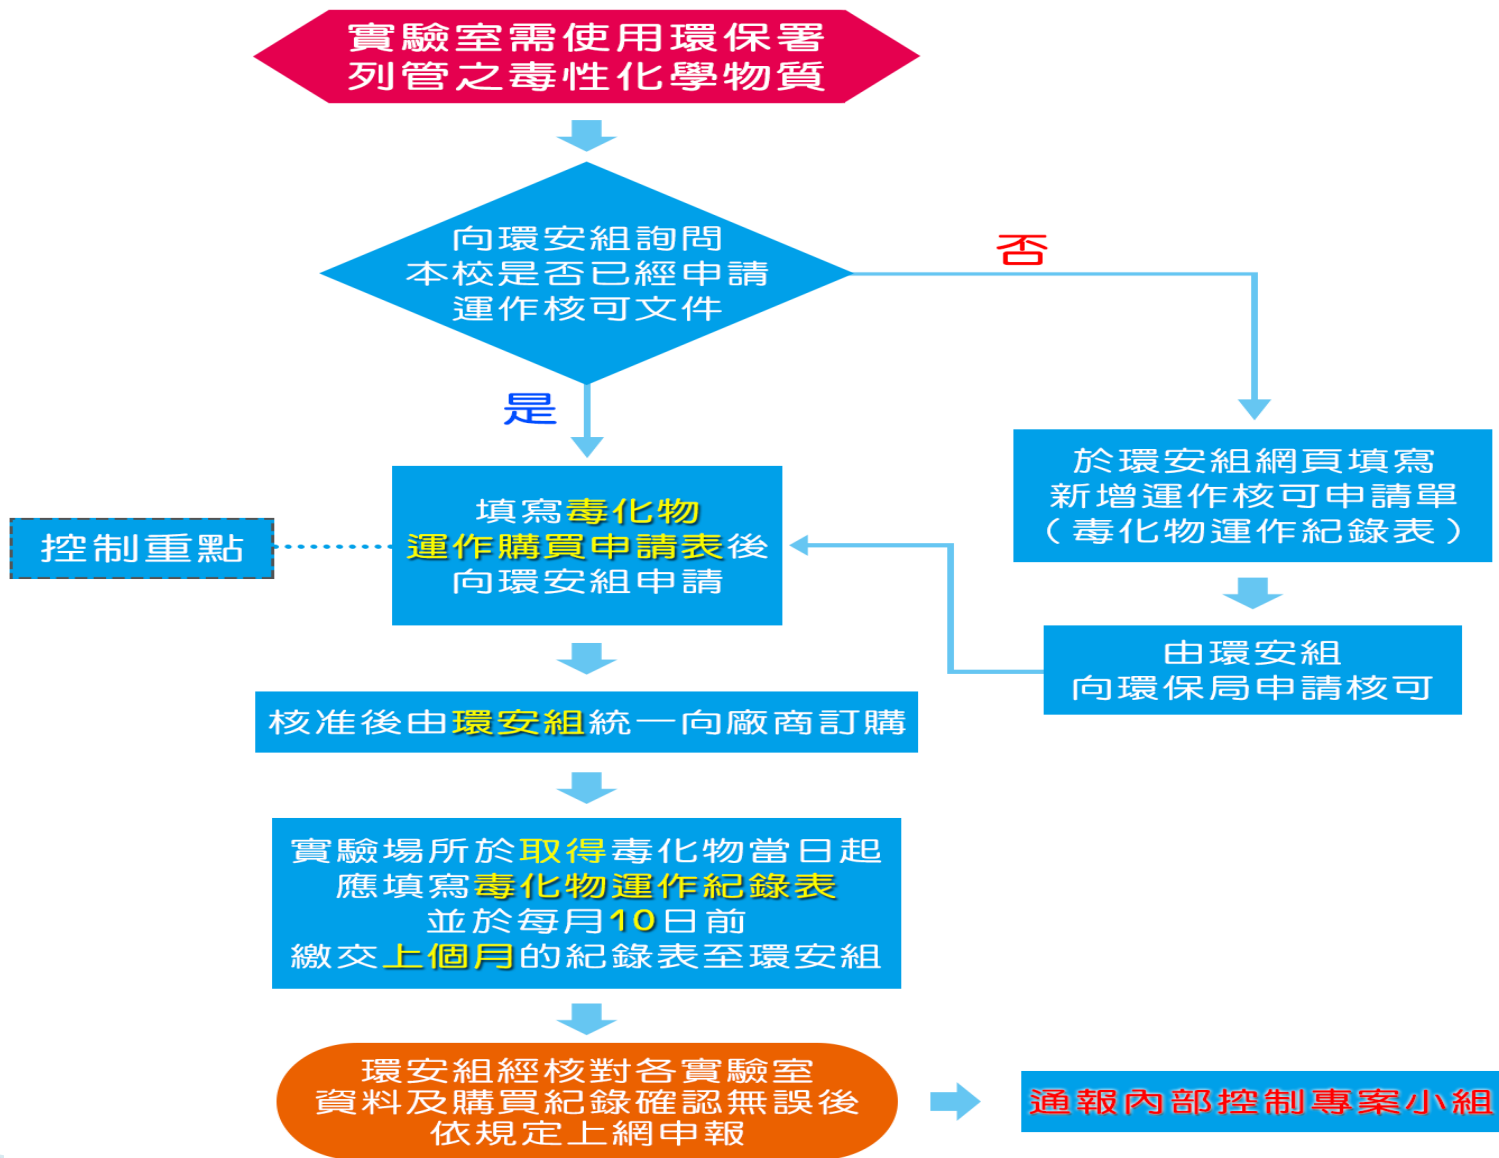 實驗室需使用環保署
列管之毒性化學物質
向環安組詢問
本校是否已經申請
運作核可文件
否
是
於環安組網頁填寫
新增運作核可申請單
（毒化物運作紀錄表）
由環安組
向環保局申請核可
控制重點
填寫毒化物
運作購買申請表後
向環安組申請
核准後由環安組統一向廠商訂購
實驗場所於取得毒化物當日起
應填寫毒化物運作紀錄表
並於每月10日前
繳交上個月的紀錄表至環安組
環安組經核對各實驗室
資料及購買紀錄確認無誤後
依規定上網申報
通報內部控制專案小組